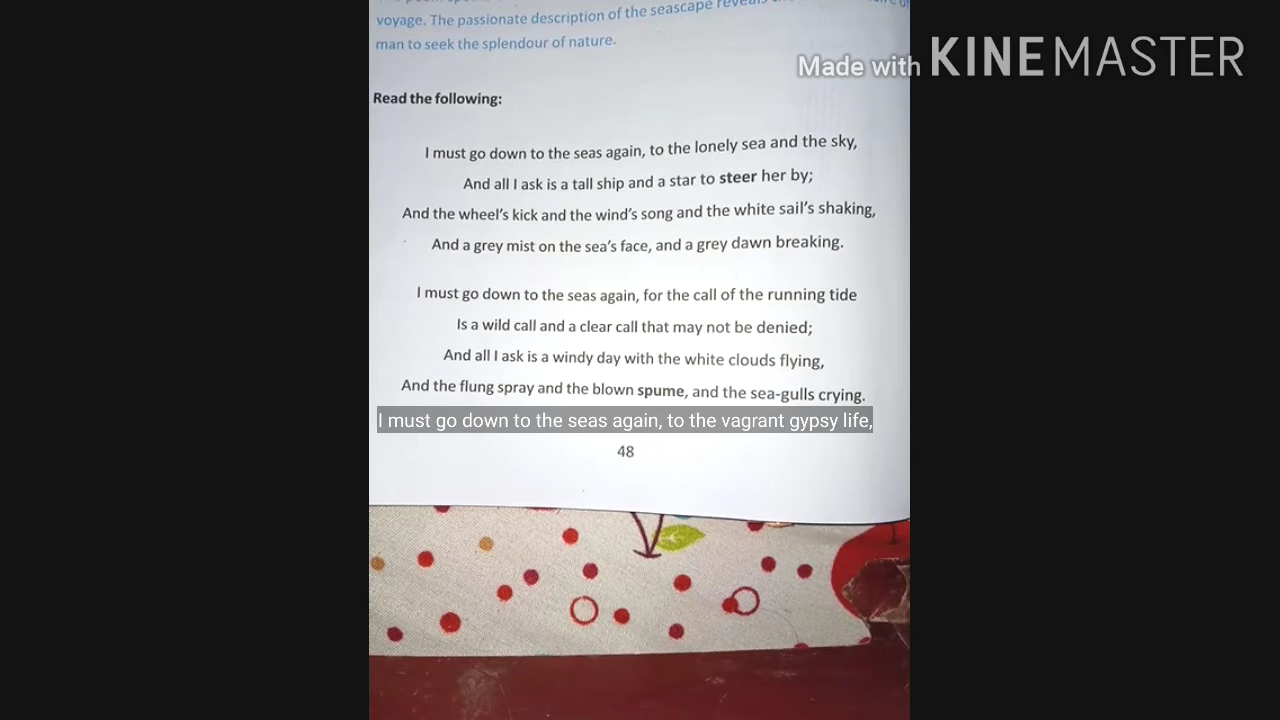 voyage. The passionate description of the seascape reveals
man to seek the splendour of nature.
Made with KINEMASTER
Read the following:
I must go down to the seas again, to the lonely sea and the sky,
And all I ask is a tall ship and a star to steer her by;
And the wheel's kick and the wind's song and the white sail's shaking,
And a grey mist on the sea's face, and a grey dawn breaking.
I must go down to the seas again, for the call of the running tide
Is a wild call and a clear call that may not be denied;
And all I ask is a windy day with the white clouds flying,
And the flung spray and the blown spume, and the sea-gulls crying.
I must go down to the seas again, to the vagrant gypsy life,
48